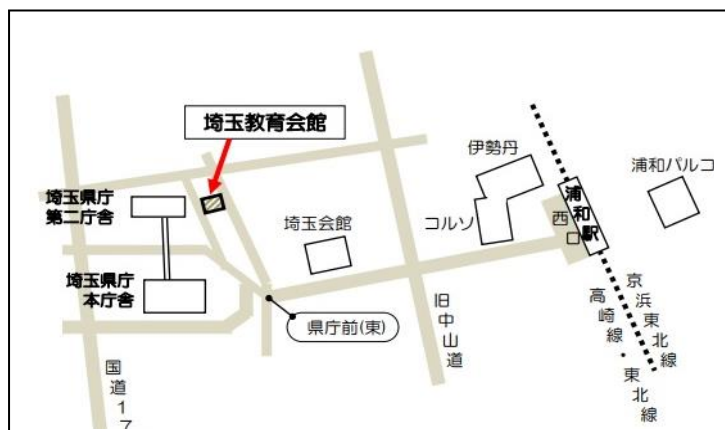 埼玉教育会館
伊勢丹
浦和パルコ
埼玉県庁
第二庁舎
埼玉会館
コルソ
西口
浦和駅
埼玉県庁
本庁舎
県庁前(東)
旧中山道
国道17
京浜東北線
高崎線・東北線